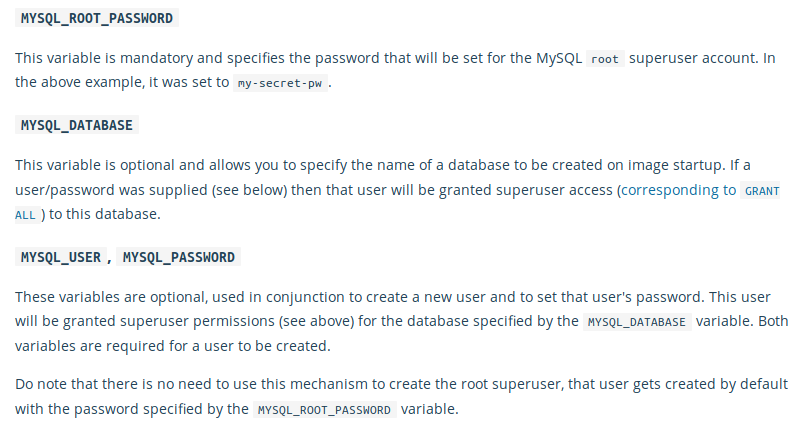 MYSQL_ROOT_PASSWORD
This variable is mandatory and specifies the password that will be set for the MySQL root superuser account. In
the above example, it was set to my-secret-pw .
MYSQL_DATABASE
This variable is optional and allows you to specify the name of a database to be created on image startup. If a
user/password was supplied (see below) then that user will be granted superuser access (corresponding to GRANT
ALL ) to this database.
MYSQL_USER , MYSQL_PASSWORD
These variables are optional, used in conjunction to create a new user and to set that user's password. This user
will be granted superuser permissions (see above) for the database specified by the MYSQL_DATABASE variable. Both
variables are required for a user to be created.
Do note that there is no need to use this mechanism to create the root superuser, that user gets created by default
with the password specified by the MYSQL_ROOT_PASSWORD variable.